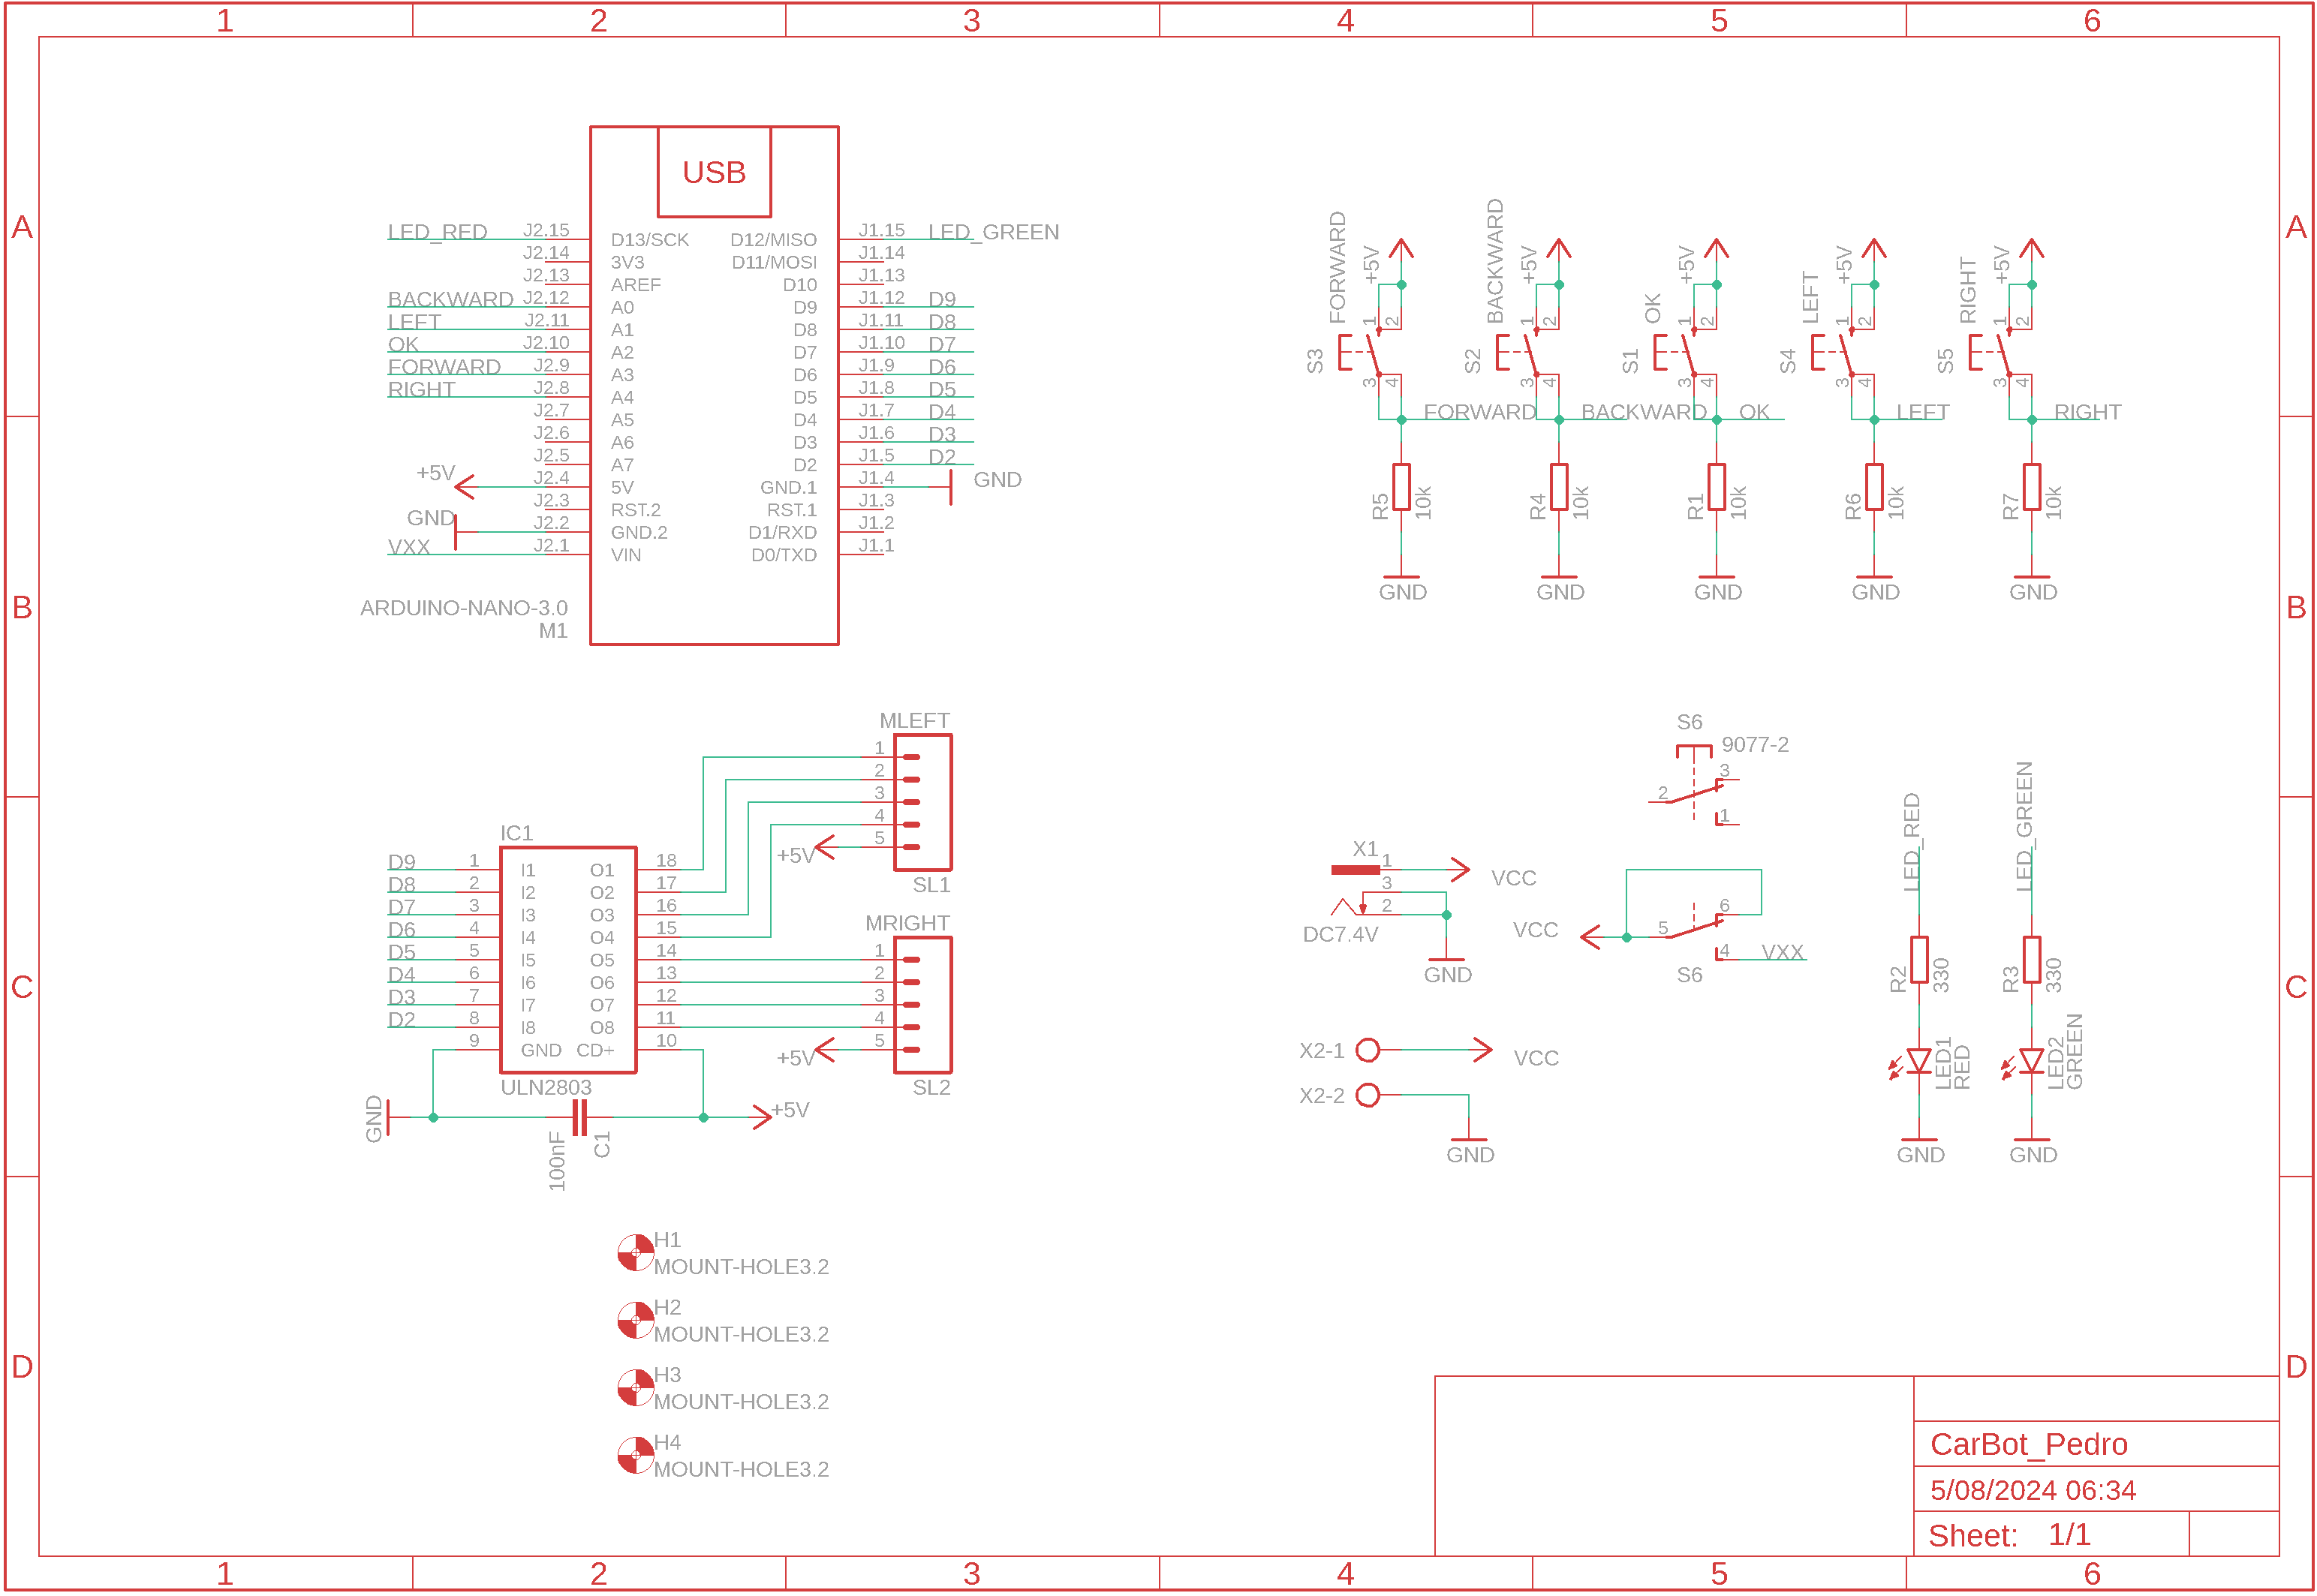 1 2 3 4 5 6
A A
B B
C C
D D
USB
LED_RED J2.15 D13/SCK D12/MISO J1.15 LED_GREEN
J2.14 3V3 D11/MOSI J1.14
J2.13 AREF D10 J1.13
BACKWARD J2.12 A0 D9 J1.12 D9
LEFT J2.11 A1 D8 J1.11 D8
OK J2.10 A2 D7 J1.10 D7
FORWARD J2.9 A3 D6 J1.9 D6
RIGHT J2.8 A4 D5 J1.8 D5
J2.7 A5 D4 J1.7 D4
J2.6 A6 D3 J1.6 D3
J2.5 A7 D2 J1.5 D2
+5V J2.4 5V GND.1 J1.4 GND
J2.3 RST.2 RST.1 J1.3
GND J2.2 GND.2 D1/RXD J1.2
VXX J2.1 VIN D0/TXD J1.1
ARDUINO-NANO-3.0
M1
FORWARD BACKWARD OK LEFT RIGHT
+5V +5V +5V +5V +5V
1 2 1 2 1 2 1 2 1 2
S3 S2 S1 S4 S5
3 4 3 4 3 4 3 4 3 4
FORWARD BACKWARD OK LEFT RIGHT
R5 10k R4 10k R1 10k R6 10k R7 10k
GND GND GND GND GND
MLEFT
1
2
3
4
5
+5V
SL1
MRIGHT
1
2
3
4
5
+5V
SL2
IC1
D9 1 I1 O1 18
D8 2 I2 O2 17
D7 3 I3 O3 16
D6 4 I4 O4 15
D5 5 I5 O5 14
D4 6 I6 O6 13
D3 7 I7 O7 12
D2 8 I8 O8 11
9 GND CD+ 10
ULN2803
GND 100nF C1 +5V
S6
9077-2
3
2
1
X1 1 VCC
3
2
DC7.4V
GND
VCC 5 6
4 VXX
S6
X2-1 VCC
X2-2
GND
LED_RED LED_GREEN
R2 330 R3 330
LED1 RED LED2 GREEN
GND GND
H1
MOUNT-HOLE3.2
H2
MOUNT-HOLE3.2
H3
MOUNT-HOLE3.2
H4
MOUNT-HOLE3.2
CarBot_Pedro
5/08/2024 06:34
Sheet: 1/1
1 2 3 4 5 6